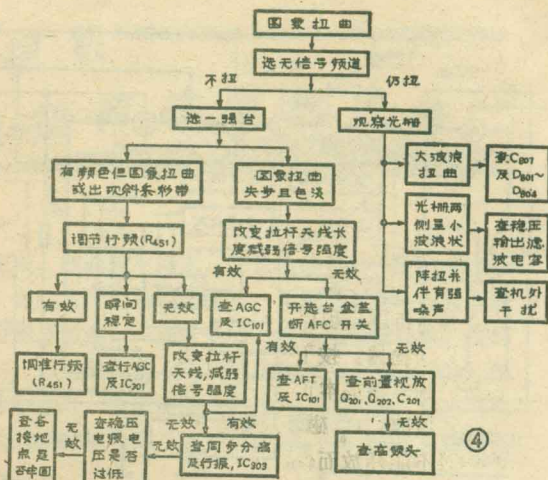 图象扭曲
选无信号频道
不扭
仍扭
选一强台
观察光栅
有颜色但图象扭曲
或出现斜条彩带
图象扭曲
失步且色淡
大波浪
扭曲
查C807
及D801~
D804
调节行频(R451)
改变拉杆天线长
度减弱信号强度
光栅两
侧呈小
波浪状
查稳压
输出滤
波电容
有效
瞬间
稳定
无效
有效
无效
查AGC
及IC101
开选台盒盖
断AFC开关
阵扭并
伴有强
噪声
查机外
干扰
调准行频
(R451)
查行AGC
及IC301
改变拉杆
天线,减弱
信号强度
有效
无效
查AFT
及IC101
查前置视放
Q201、Q202、C201
无效
有效
无效
查各
接地
点是
否牢固
无效
查稳压
电源电
压是否
过低
无效
查同步分离
及行振,IC303
查高频头
④